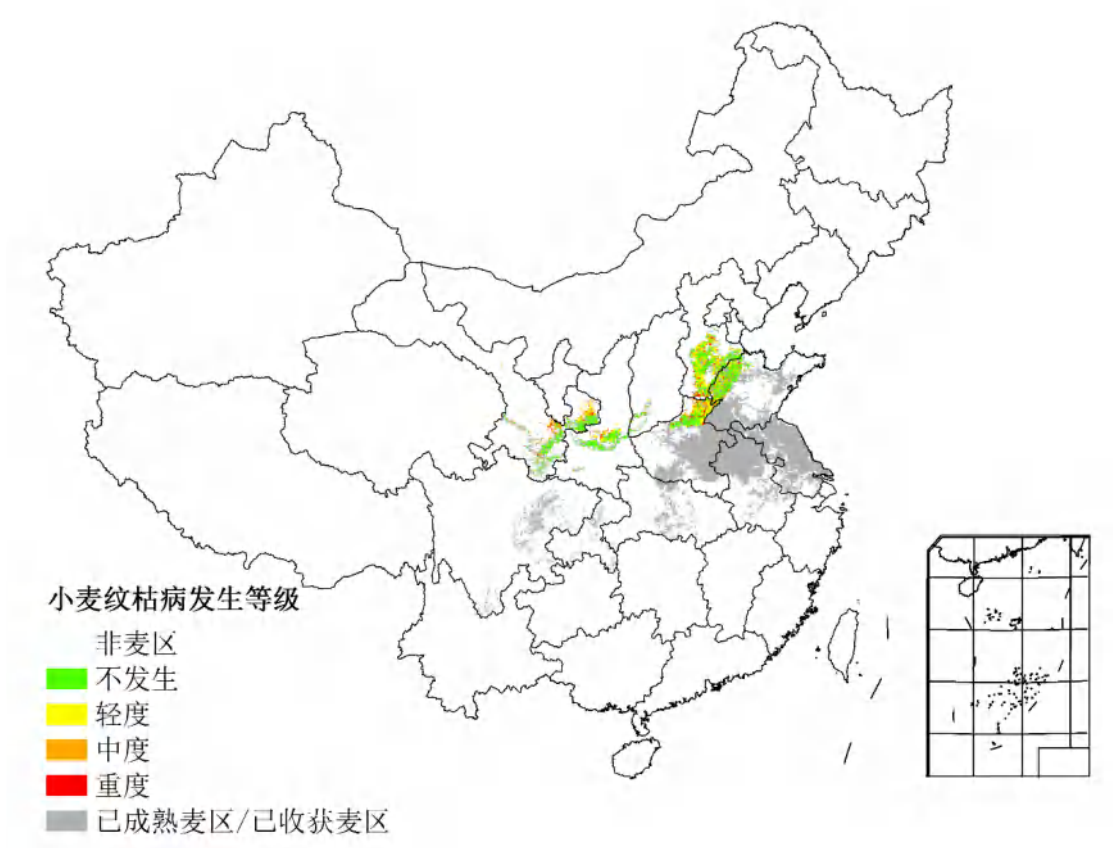 小麦纹枯病发生等级
非麦区
不发生
轻度
中度
重度
已成熟麦区/已收获麦区